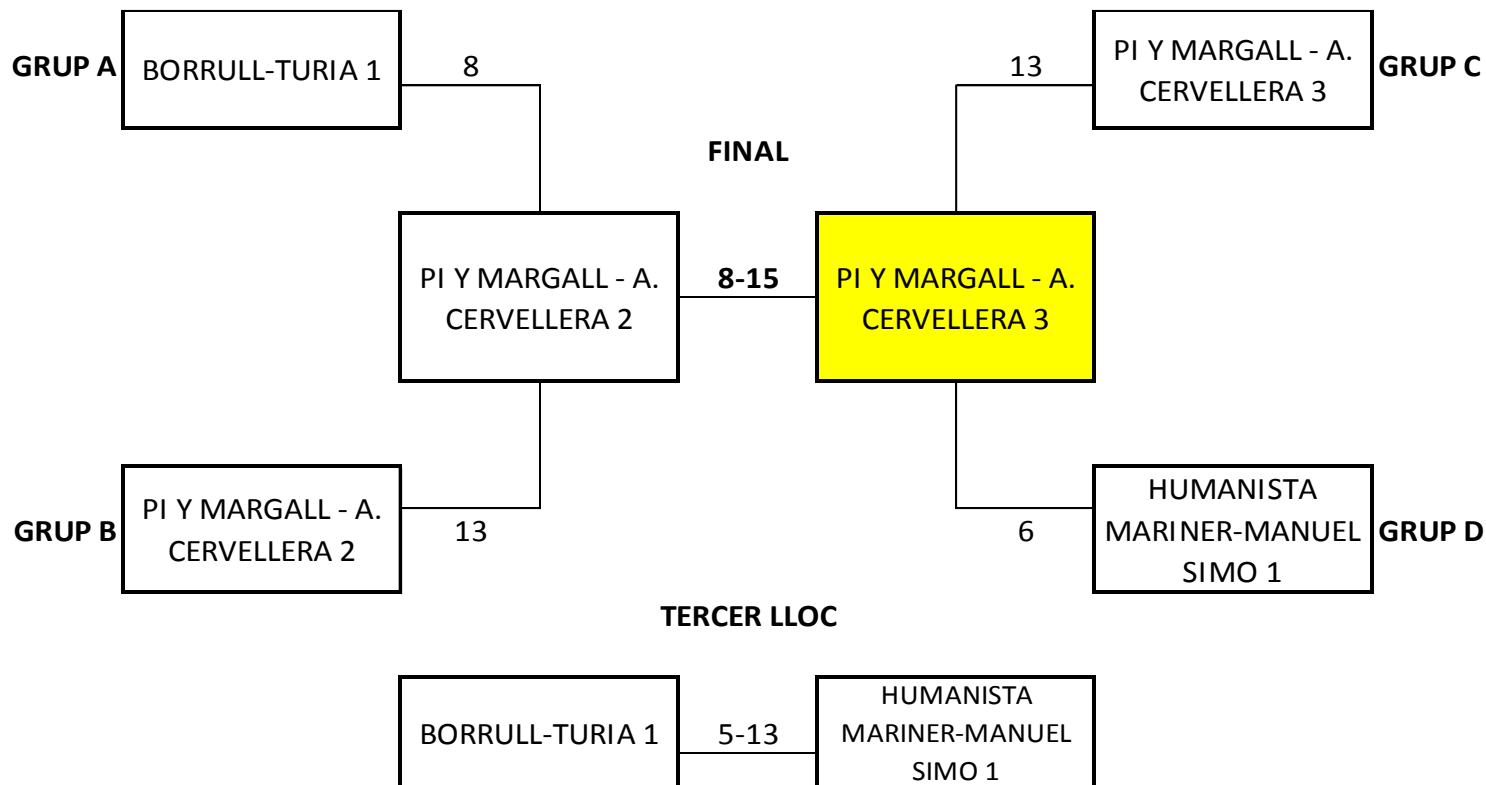 GRUP A
BORRULL-TURIA 1
8
13
PI Y MARGALL - A.
CERVELLERA 3
GRUP C
FINAL
PI Y MARGALL - A.
CERVELLERA 2
8-15
PI Y MARGALL - A.
CERVELLERA 3
GRUP B
PI Y MARGALL - A.
CERVELLERA 2
13
6
HUMANISTA
MARINER-MANUEL
SIMO 1
GRUP D
TERCER LLOC
BORRULL-TURIA 1
5-13
HUMANISTA
MARINER-MANUEL
SIMO 1